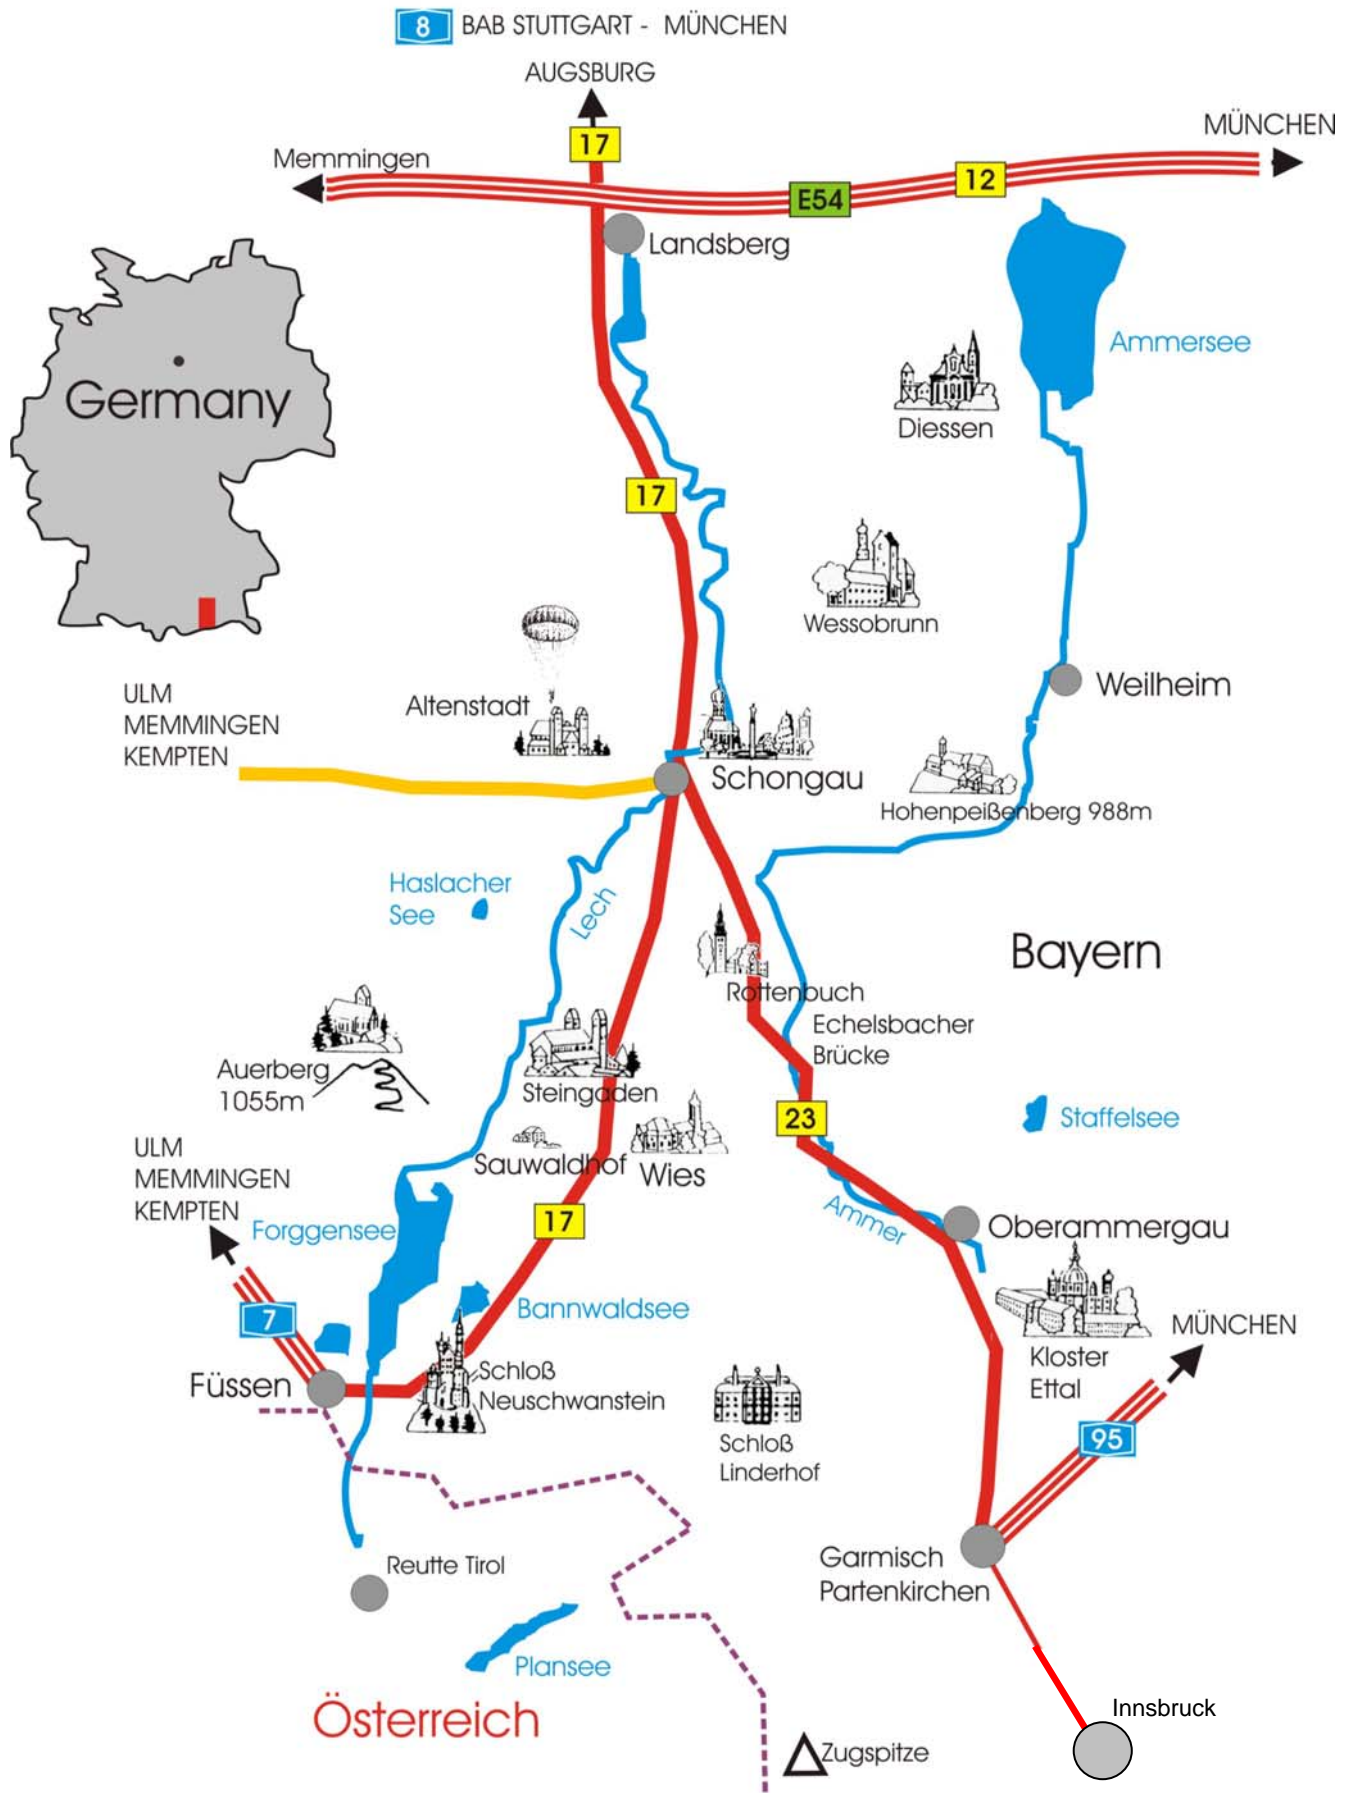 8 BAB STUTTGART - MÜNCHEN
AUGSBURG
17
MÜNCHEN
Memmingen
12
E54
Landsberg
Germany
Ammersee
Diessen
17
Wessobrunn
Weilheim
Altenstadt
ULM
MEMMINGEN
KEMPTEN
Schongau
Hohenpeißenberg 988m
Haslacher
See
Lech
Bayern
Rottenbuch
Echelsbacher
Brücke
Auerberg
1055m
Steingaden
23
Staffelsee
ULM
MEMMINGEN
KEMPTEN
Sauwaldhof
Wies
Forggensee
17
Ammer
Oberammergau
7
Bannwaldsee
MÜNCHEN
Kloster
Ettal
Füssen
Schloß
Neuschwanstein
Schloß
Linderhof
95
Reutte Tirol
Garmisch
Partenkirchen
Plansee
Österreich
Innsbruck
Zugspitze